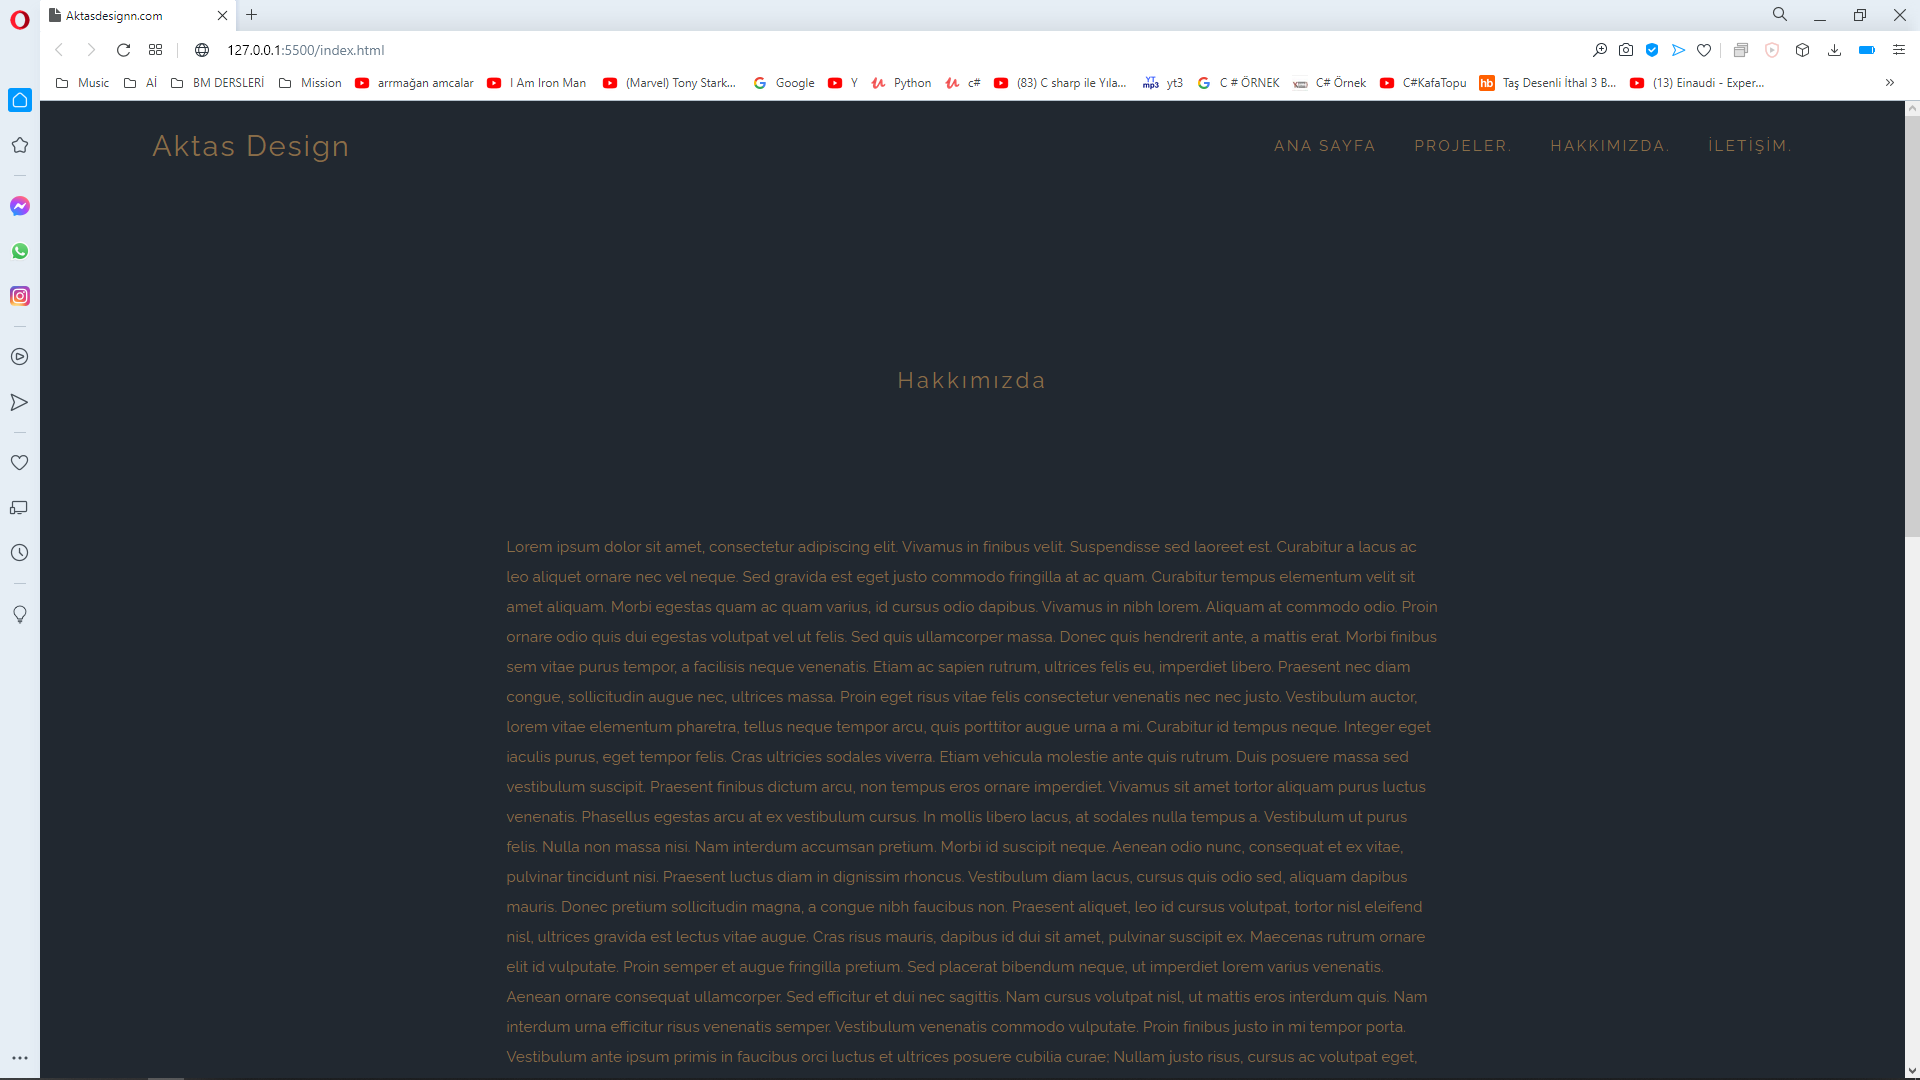 Aktasdesignn.com
127.0.0.1:5500/index.html
Music Aİ BM DERSLERİ Mission arrmağan amcalar I Am Iron Man (Marvel) Tony Stark... Google Y Python c# (83) C sharp ile Yıla... yt3 C # ÖRNEK C# Örnek C#KafaTopu Taş Desenli İthal 3 B... (13) Einaudi - Exper...
Aktas Design
ANA SAYFA PROJELER. HAKKIMIZDA. İLETİŞİM.
Hakkımızda
Lorem ipsum dolor sit amet, consectetur adipiscing elit. Vivamus in finibus velit. Suspendisse sed laoreet est. Curabitur a lacus ac
leo aliquet ornare nec vel neque. Sed gravida est eget justo commodo fringilla at ac quam. Curabitur tempus elementum velit sit
amet aliquam. Morbi egestas quam ac quam varius, id cursus odio dapibus. Vivamus in nibh lorem. Aliquam at commodo odio. Proin
ornare odio quis dui egestas volutpat vel ut felis. Sed quis ullamcorper massa. Donec quis hendrerit ante, a mattis erat. Morbi finibus
sem vitae purus tempor, a facilisis neque venenatis. Etiam ac sapien rutrum, ultrices felis eu, imperdiet libero. Praesent nec diam
congue, sollicitudin augue nec, ultrices massa. Proin eget risus vitae felis consectetur venenatis nec nec justo. Vestibulum auctor,
lorem vitae elementum pharetra, tellus neque tempor arcu, quis porttitor augue urna a mi. Curabitur id tempus neque. Integer eget
iaculis purus, eget tempor felis. Cras ultricies sodales viverra. Etiam vehicula molestie ante quis rutrum. Duis posuere massa sed
vestibulum suscipit. Praesent finibus dictum arcu, non tempus eros ornare imperdiet. Vivamus sit amet tortor aliquam purus luctus
venenatis. Phasellus egestas arcu at ex vestibulum cursus. In mollis libero lacus, at sodales nulla tempus a. Vestibulum ut purus
felis. Nulla non massa nisi. Nam interdum accumsan pretium. Morbi id suscipit neque. Aenean odio nunc, consequat et ex vitae,
pulvinar tincidunt nisi. Praesent luctus diam in dignissim rhoncus. Vestibulum diam lacus, cursus quis odio sed, aliquam dapibus
mauris. Donec pretium sollicitudin magna, a congue nibh faucibus non. Praesent aliquet, leo id cursus volutpat, tortor nisl eleifend
nisl, ultrices gravida est lectus vitae augue. Cras risus mauris, dapibus id dui sit amet, pulvinar suscipit ex. Maecenas rutrum ornare
elit id vulputate. Proin semper et augue fringilla pretium. Sed placerat bibendum neque, ut imperdiet lorem varius venenatis.
Aenean ornare consequat ullamcorper. Sed efficitur et dui nec sagittis. Nam cursus volutpat nisl, ut mattis eros interdum quis. Nam
interdum urna efficitur risus venenatis semper. Vestibulum venenatis commodo vulputate. Proin finibus justo in mi tempor porta.
Vestibulum ante ipsum primis in faucibus orci luctus et ultrices posuere cubilia curae; Nullam justo risus, cursus ac volutpat eget,